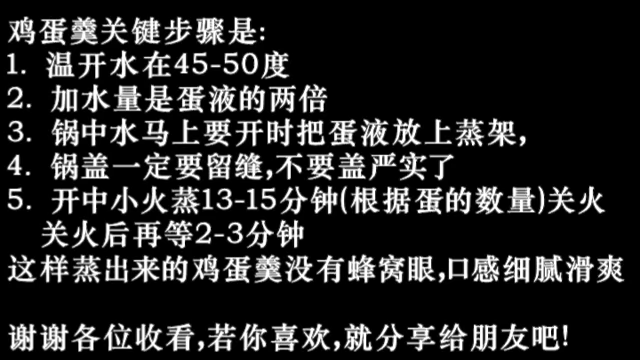 鸡蛋羹关键步骤是:
1. 温开水在45-50度
2. 加水量是蛋液的两倍
3. 锅中水马上要开时把蛋液放上蒸架,
4. 锅盖一定要留缝,不要盖严实了
5. 开中小火蒸13-15分钟(根据蛋的数量)关火
关火后再等2-3分钟
这样蒸出来的鸡蛋羹没有蜂窝眼,口感细腻滑爽
谢谢各位收看,若你喜欢,就分享给朋友吧!